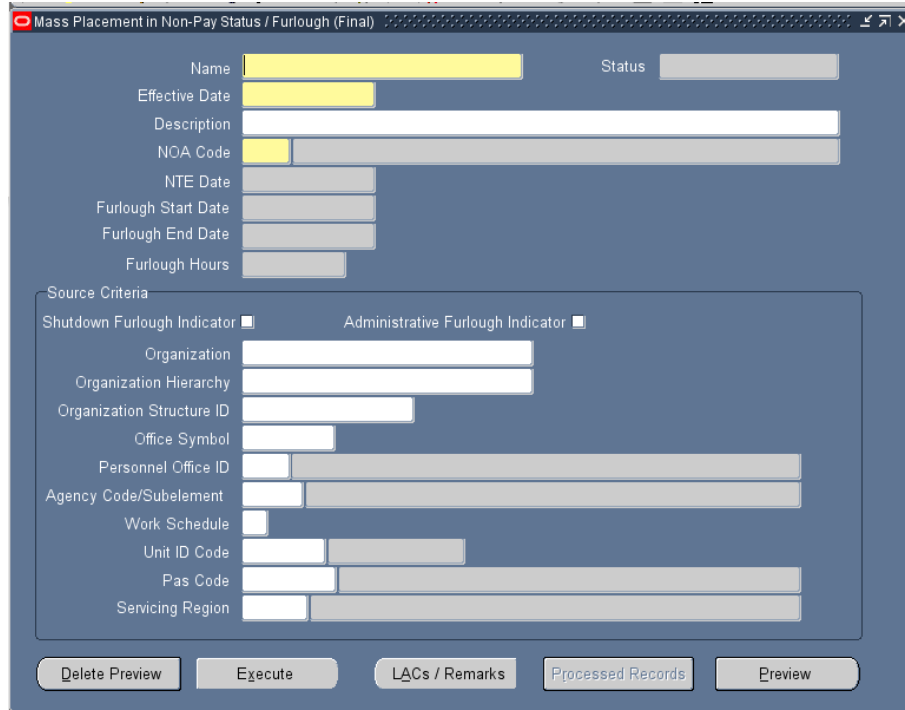 Mass Placement in Non-Pay Status / Furlough (Final)
Name Status
Effective Date
Description
NOA Code
NTE Date
Furlough Start Date
Furlough End Date
Furlough Hours
Source Criteria
Shutdown Furlough Indicator Administrative Furlough Indicator
Organization
Organization Hierarchy
Organization Structure ID
Office Symbol
Personnel Office ID
Agency Code/Subelement
Work Schedule
Unit ID Code
Pas Code
Servicing Region
Delete Preview Execute LACs / Remarks Processed Records Preview